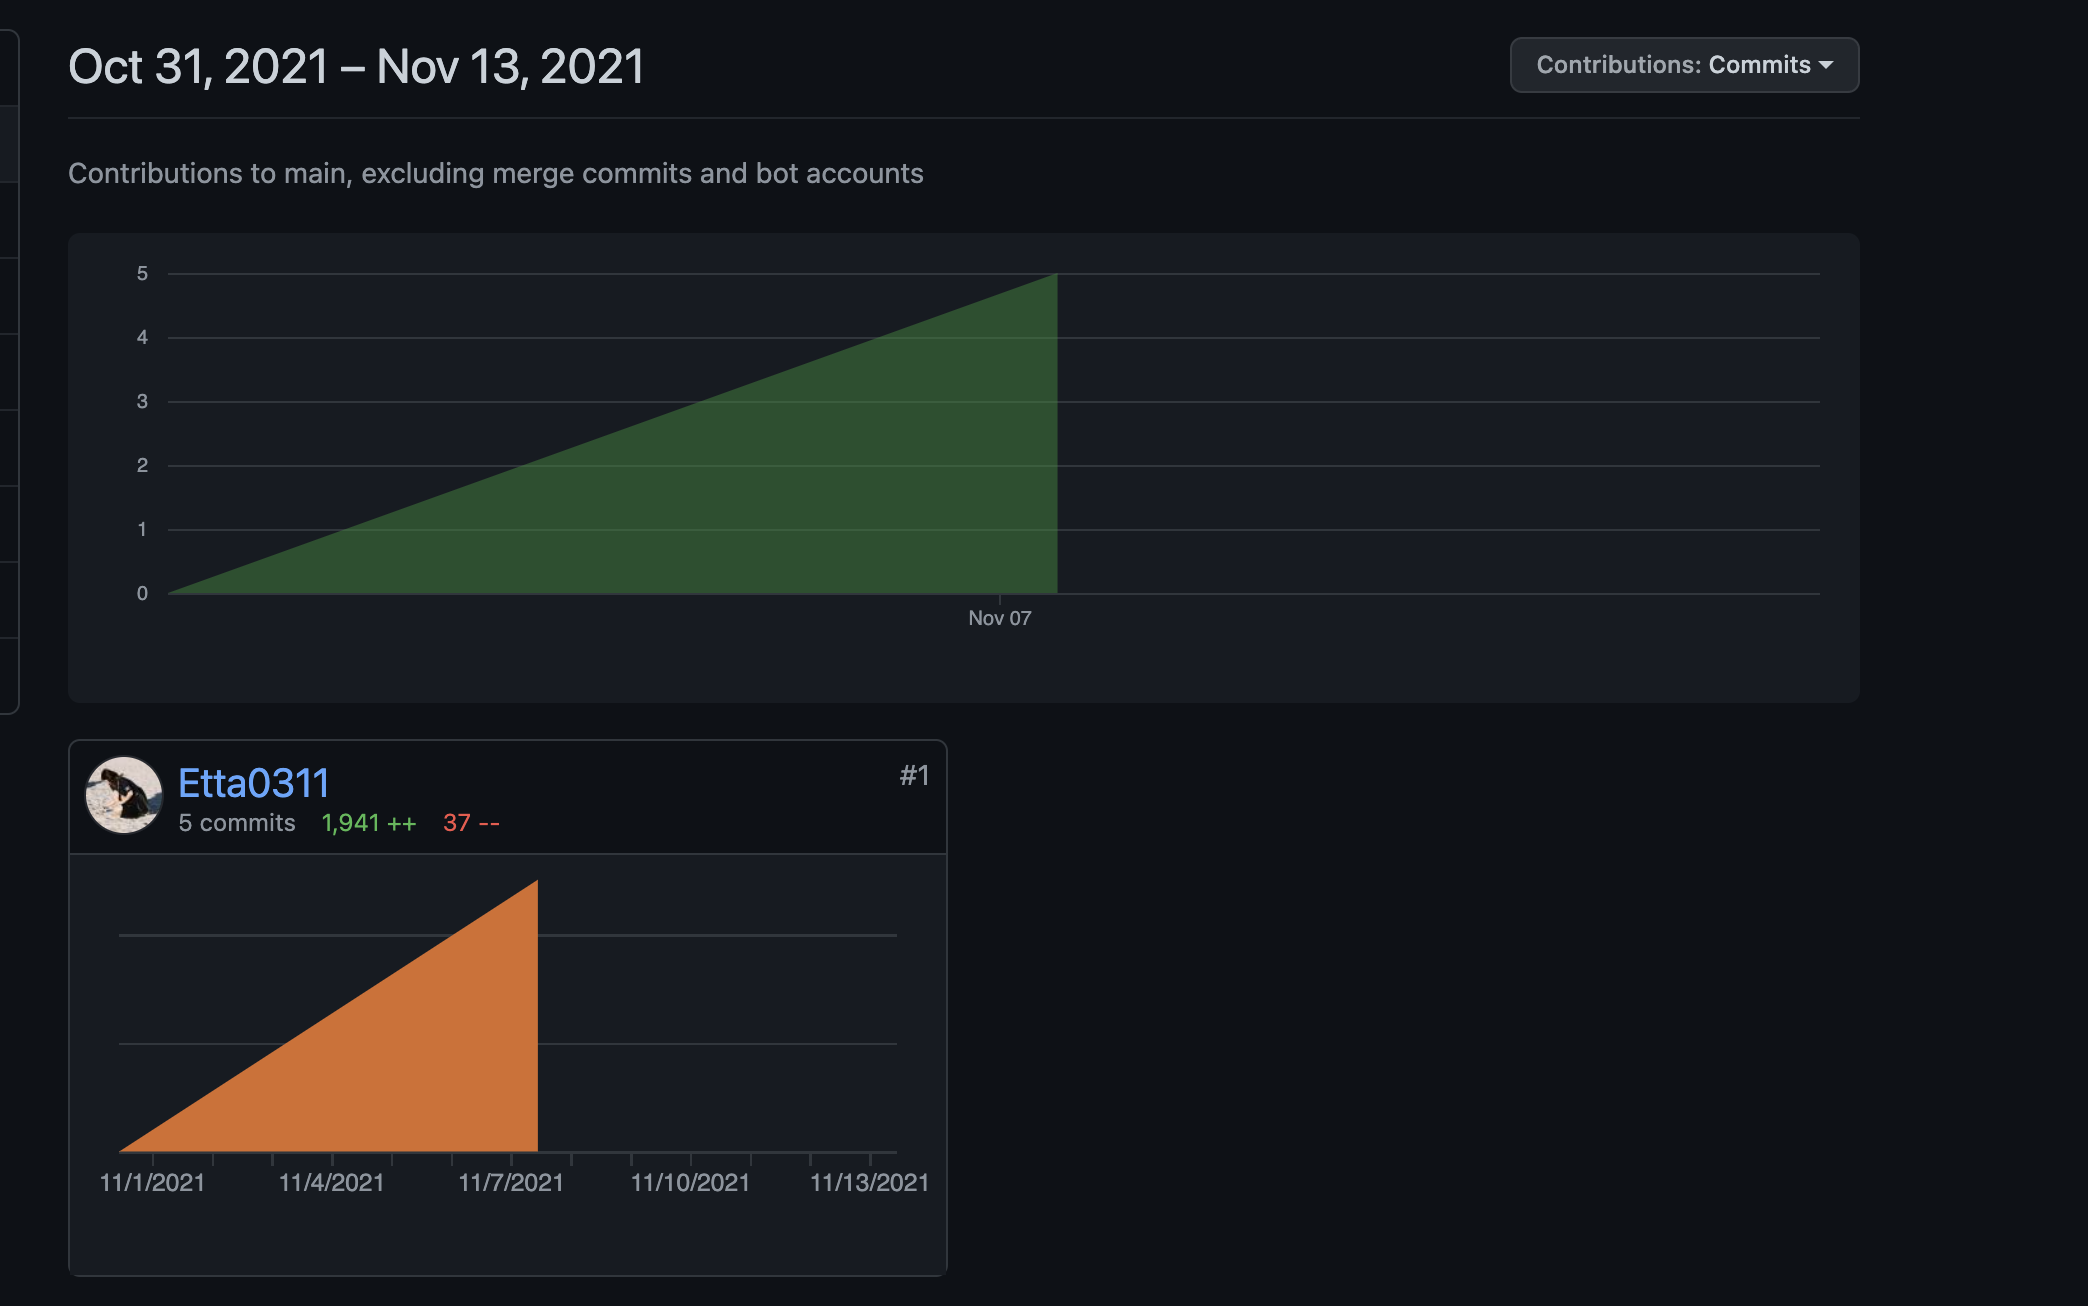 Oct 31, 2021 – Nov 13, 2021
Contributions: Commits
Contributions to main, excluding merge commits and bot accounts
5
4
3
2
1
0
Nov 07
Etta0311
#1
5 commits 1,941 ++ 37 --
11/1/2021 11/4/2021 11/7/2021 11/10/2021 11/13/2021